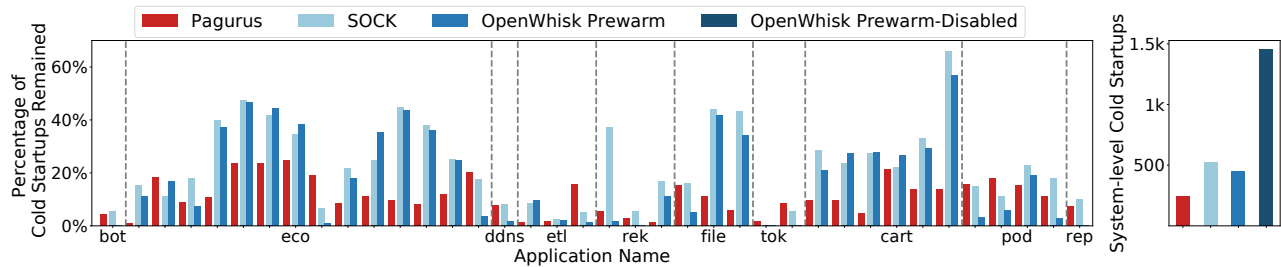 Pagurus SOCK OpenWhisk Prewarm OpenWhisk Prewarm-Disabled
Percentage of
Cold Startups Remained
60%
40%
20%
0%
bot eco ddns etl rek file tok cart pod rep
Application Name
System-level Cold Startups
1.5k
1k
500